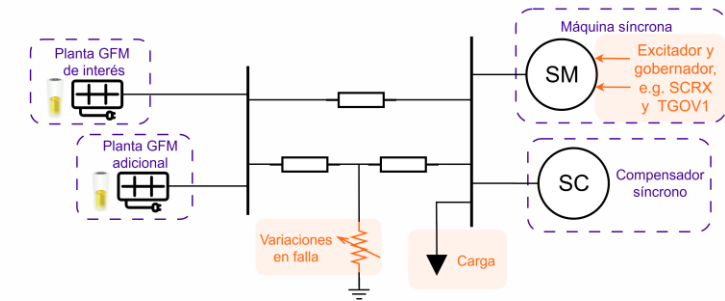 Planta GFM
de interés
Planta GFM
adicional
Variaciones
en falla
Carga
Máquina síncrona
SM
Excitador y
gobernador,
e.g. SCRX
y TGOV1
SC
Compensador
síncrono